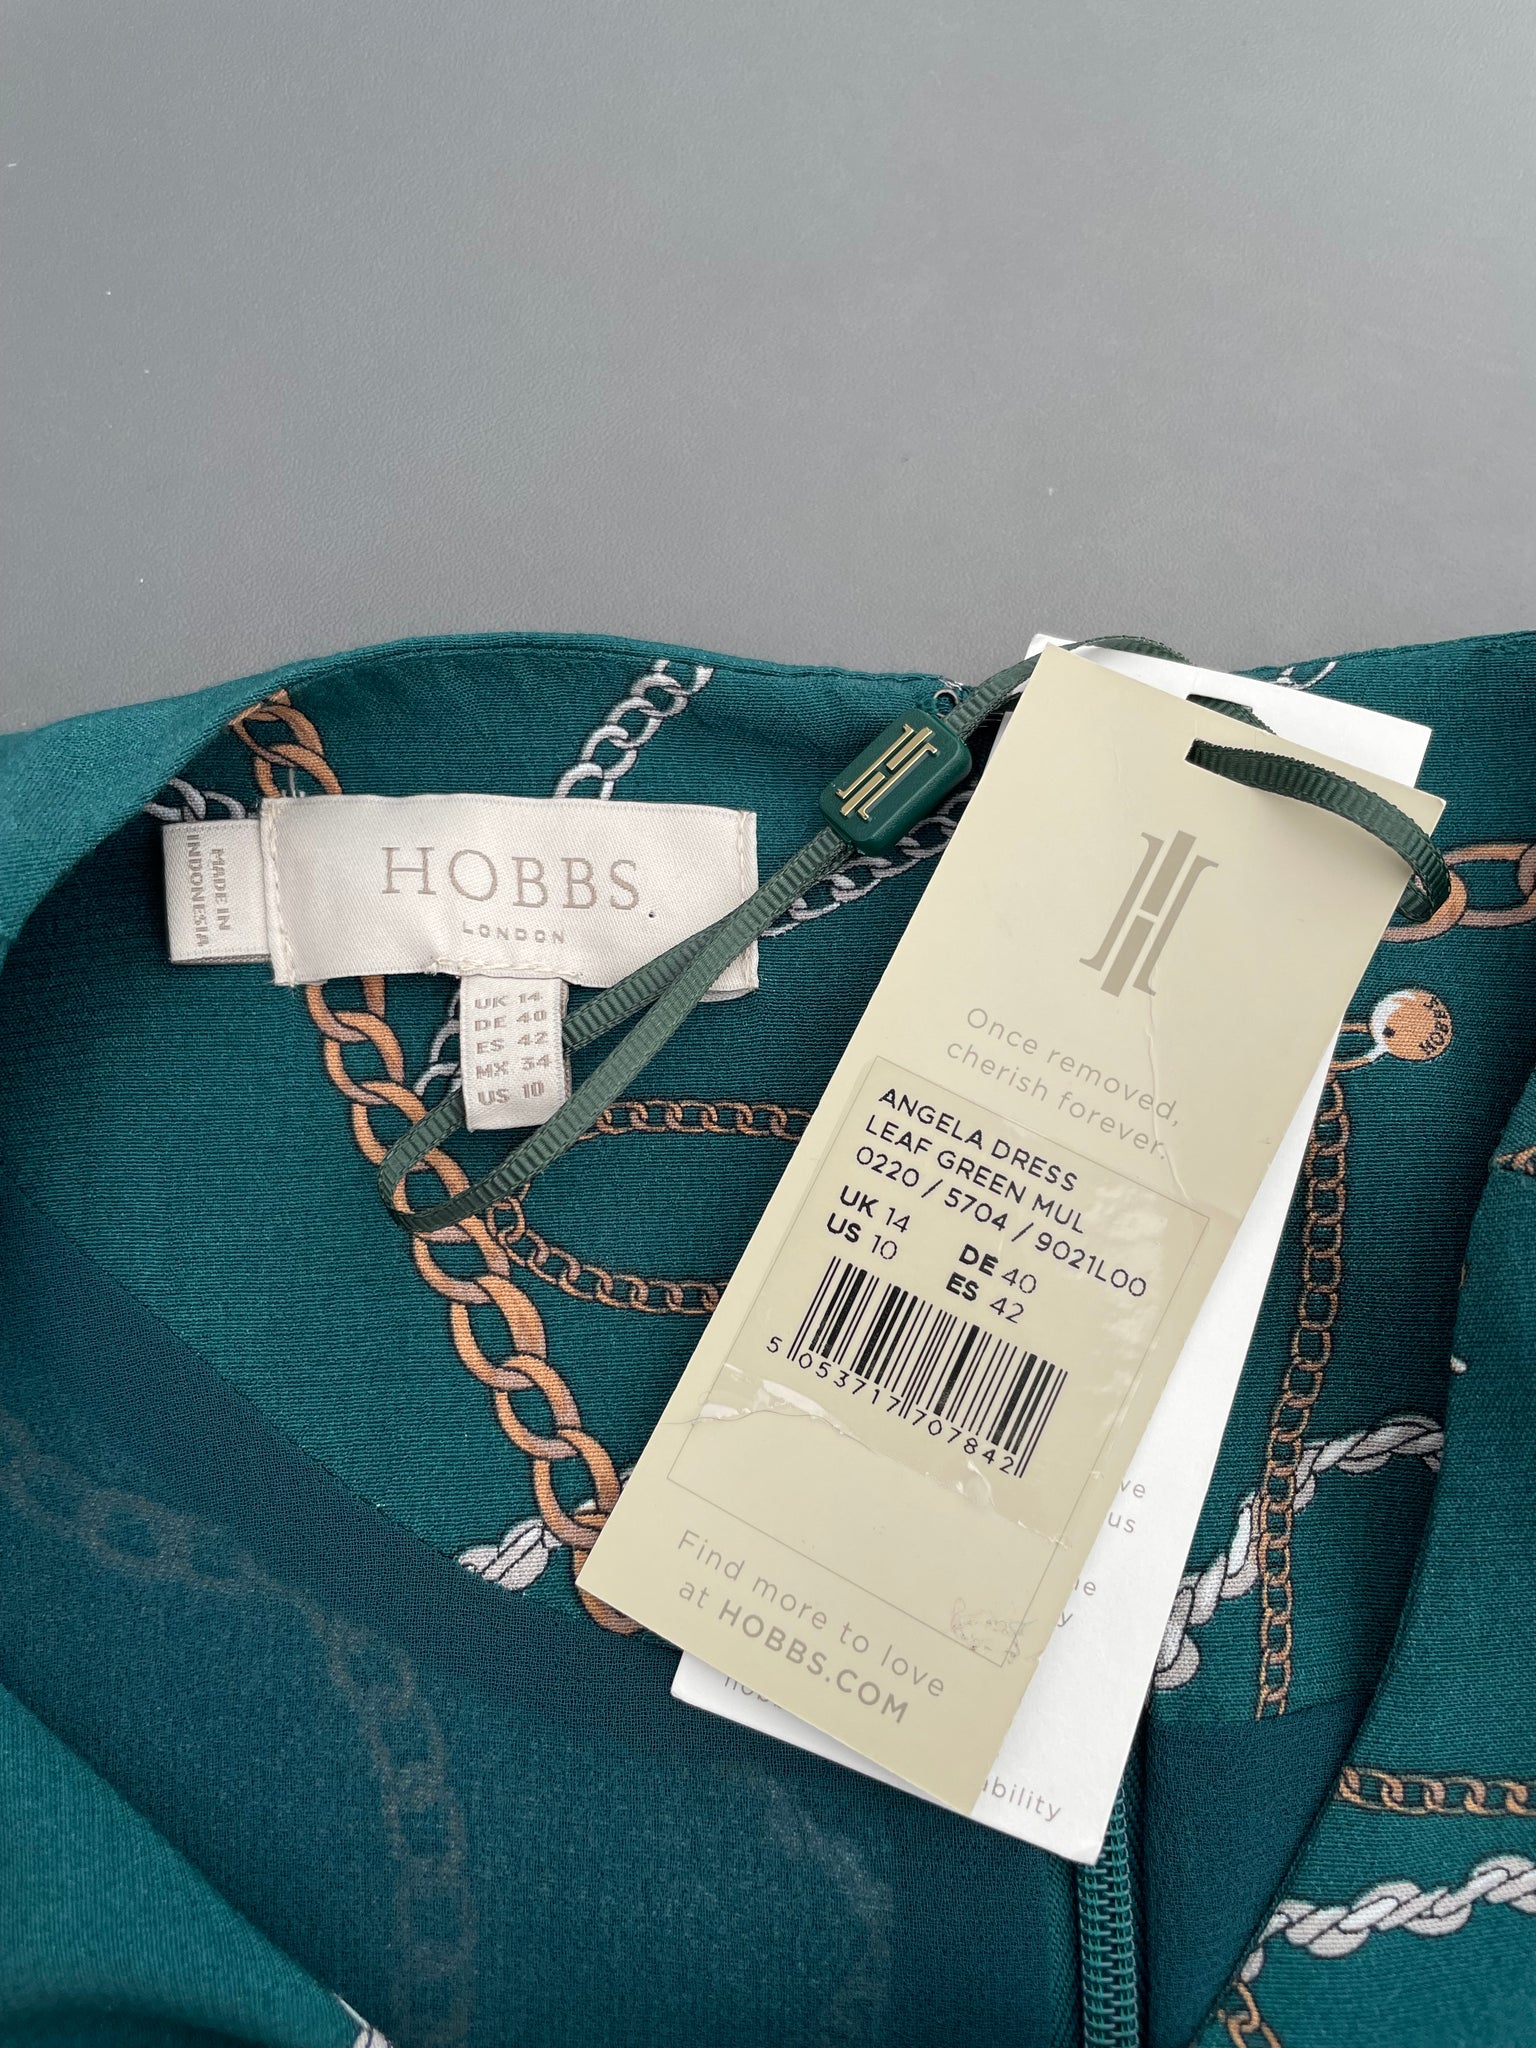 HOBBS
LONDON
MADE IN
INDONESIA
UK 14
DE 40
ES 42
MX 34
US 10
Once removed,
cherish forever.
ANGELA DRESS
LEAF GREEN MUL
0220 / 5704 / 9021L00
UK 14
US 10
DE 40
ES 42
5 053717 707842
Find more to love
at HOBBS.COM
HOBBS
us